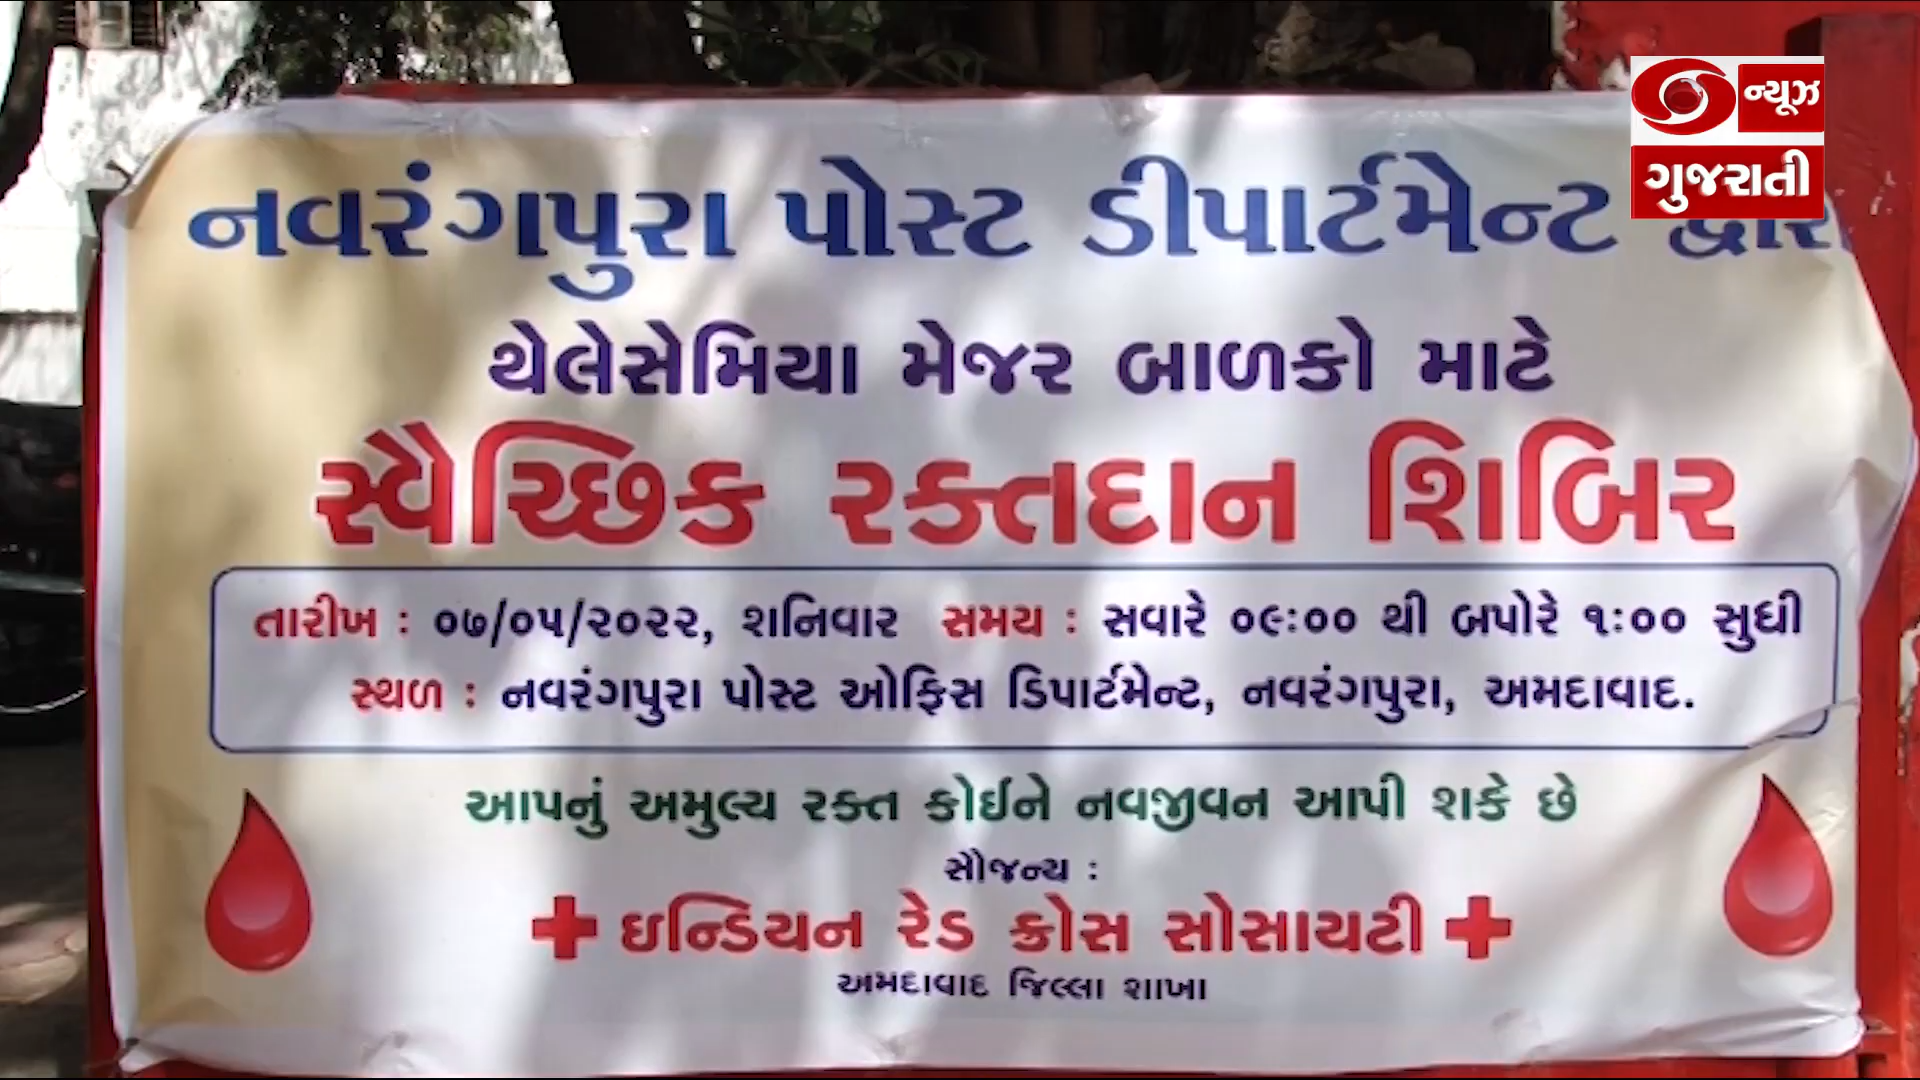 ન્યૂઝ
ગુજરાતી
નવરંગપુરા પોસ્ટ ડીપાર્ટમેન્ટ દ્વારા
થેલેસેમિયા મેજર બાળકો માટે
સ્વૈચ્છિક રક્તદાન શિબિર
તારીખ : ૦૭/૦૫/૨૦૨૨, શનિવાર સમય : સવારે ૦૯:૦૦ થી બપોરે ૧:૦૦ સુધી
સ્થળ : નવરંગપુરા પોસ્ટ ઓફિસ ડિપાર્ટમેન્ટ, નવરંગપુરા, અમદાવાદ.
આપનું અમુલ્ય રક્ત કોઈને નવજીવન આપી શકે છે
સૌજન્ય :
ઇન્ડિયન રેડ ક્રોસ સોસાયટી
અમદાવાદ જિલ્લા શાખા